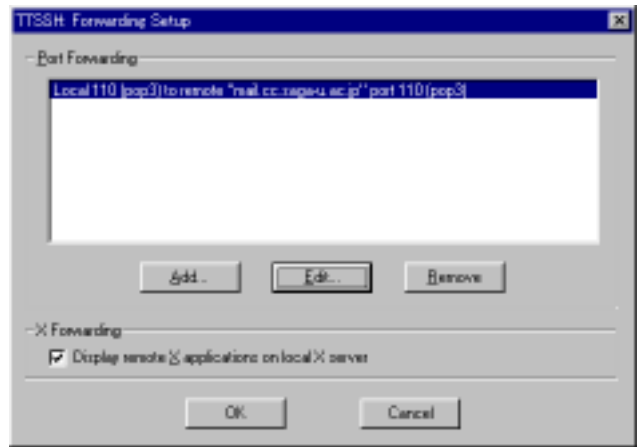 TTSSH: Forwarding Setup
Port Forwarding
Local 110 (pop3) to remote "mail.cc.saga-u.ac.jp" port 110 (pop3)
Add...
Edit...
Remove
X Forwarding
Display remote X applications on local X server
OK
Cancel